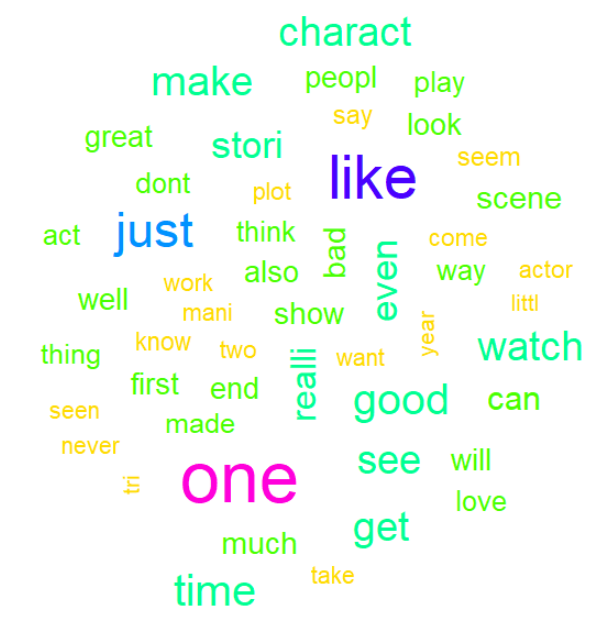 charact
make
peopl
play
say
look
great
stori
like
seem
dont
plot
scene
act
just
think
bad
even
come
also
way
actor
work
well
mani
show
littl
year
thing
know
two
realli
want
watch
first
end
good
can
seen
made
never
one
see
will
tri
love
get
much
take
time